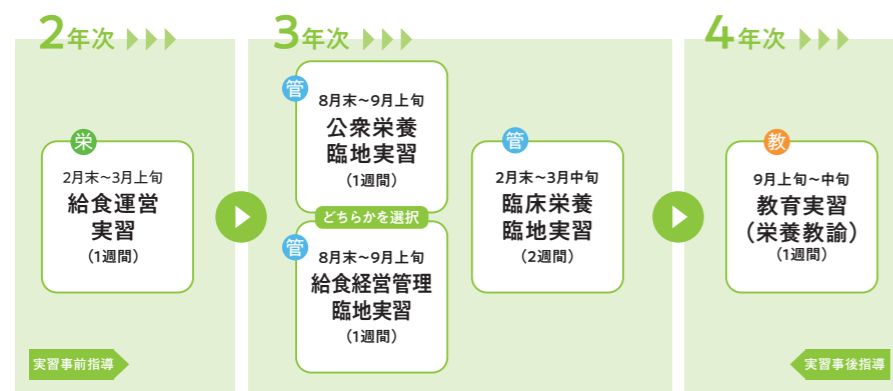 2年次
栄
2月末~3月上旬
給食運営
実習
(1週間)
実習事前指導
3年次
管
8月末~9月上旬
公衆栄養
臨地実習
(1週間)
どちらかを選択
管
8月末~9月上旬
給食経営管理
臨地実習
(1週間)
管
2月末~3月中旬
臨床栄養
臨地実習
(2週間)
4年次
教
9月上旬~中旬
教育実習
(栄養教諭)
(1週間)
実習事後指導